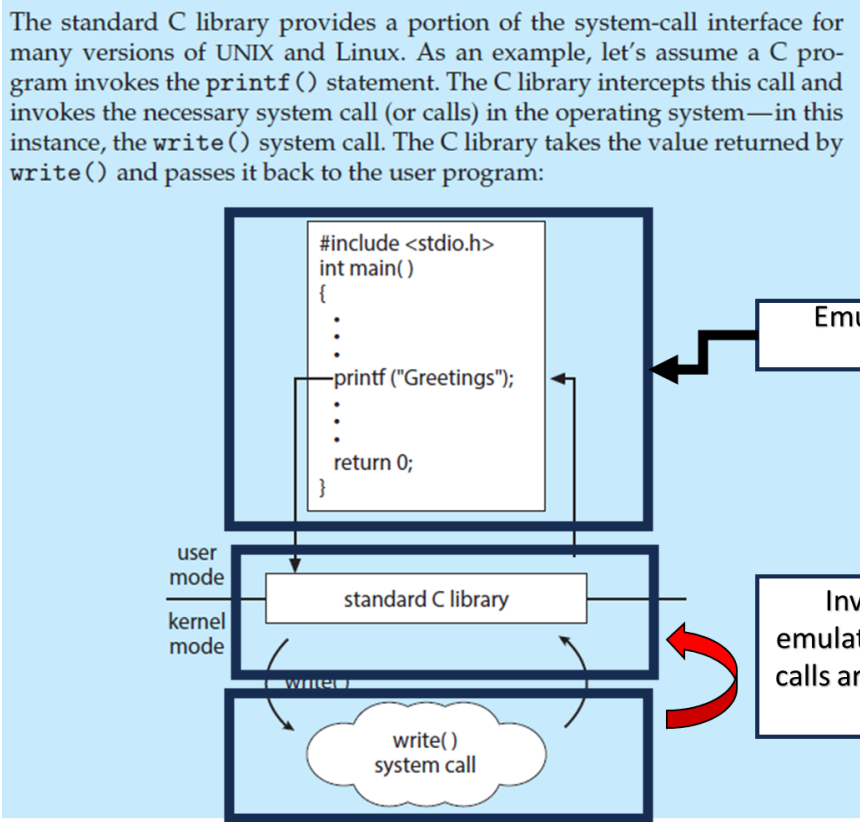 The standard C library provides a portion of the system-call interface for
many versions of UNIX and Linux. As an example, let's assume a C pro-
gram invokes the printf() statement. The C library intercepts this call and
invokes the necessary system call (or calls) in the operating system—in this
instance, the write() system call. The C library takes the value returned by
write() and passes it back to the user program:
#include <stdio.h>
int main( )
{
Emu
printf ("Greetings");
return 0;
}
user
mode
standard C library
kernel
mode
Inv
emulat
calls ar
write( )
write( )
system call